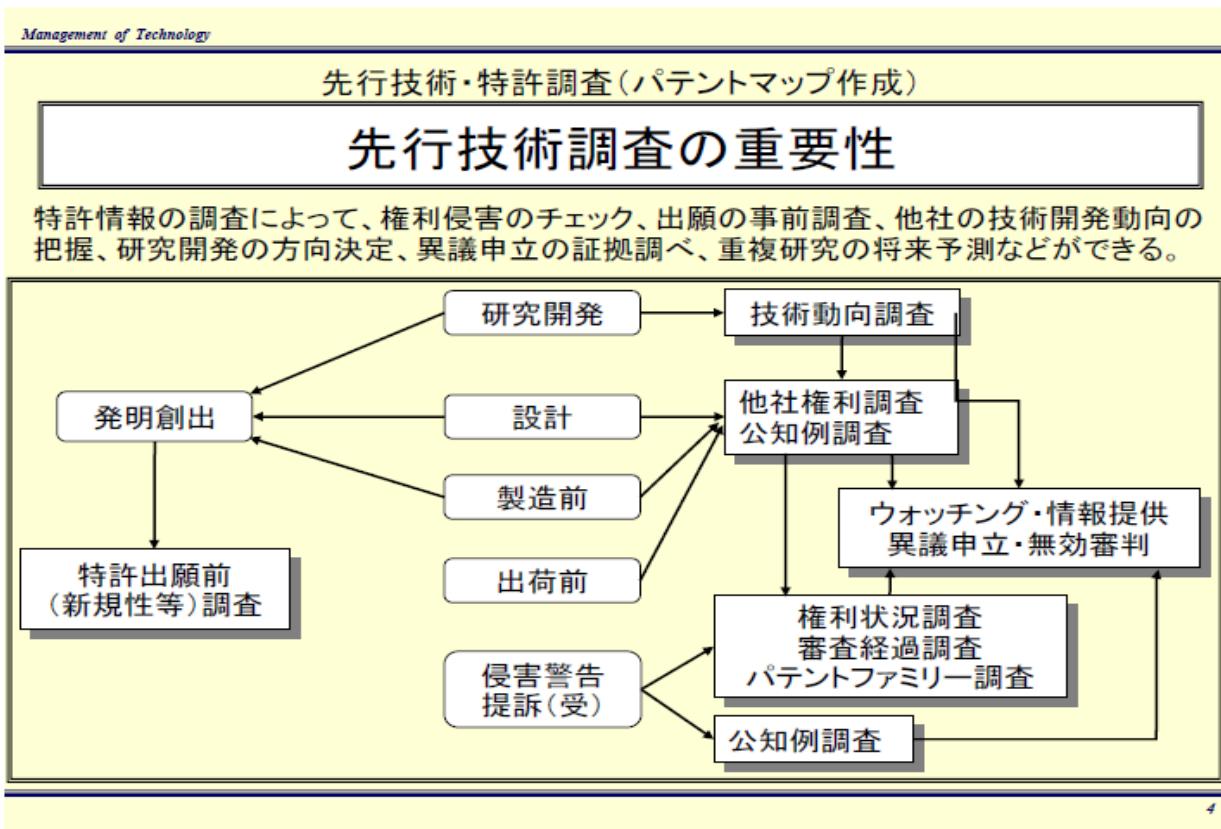 Management of Technology
先行技術・特許調査(パテントマップ作成)
先行技術調査の重要性
特許情報の調査によって、権利侵害のチェック、出願の事前調査、他社の技術開発動向の
把握、研究開発の方向決定、異議申立の証拠調べ、重複研究の将来予測などができる。
研究開発
技術動向調査
発明創出
設計
他社権利調査
公知例調査
製造前
ウォッチング・情報提供
異議申立・無効審判
特許出願前
(新規性等)調査
出荷前
権利状況調査
審査経過調査
パテントファミリー調査
侵害警告
提訴(受)
公知例調査
4